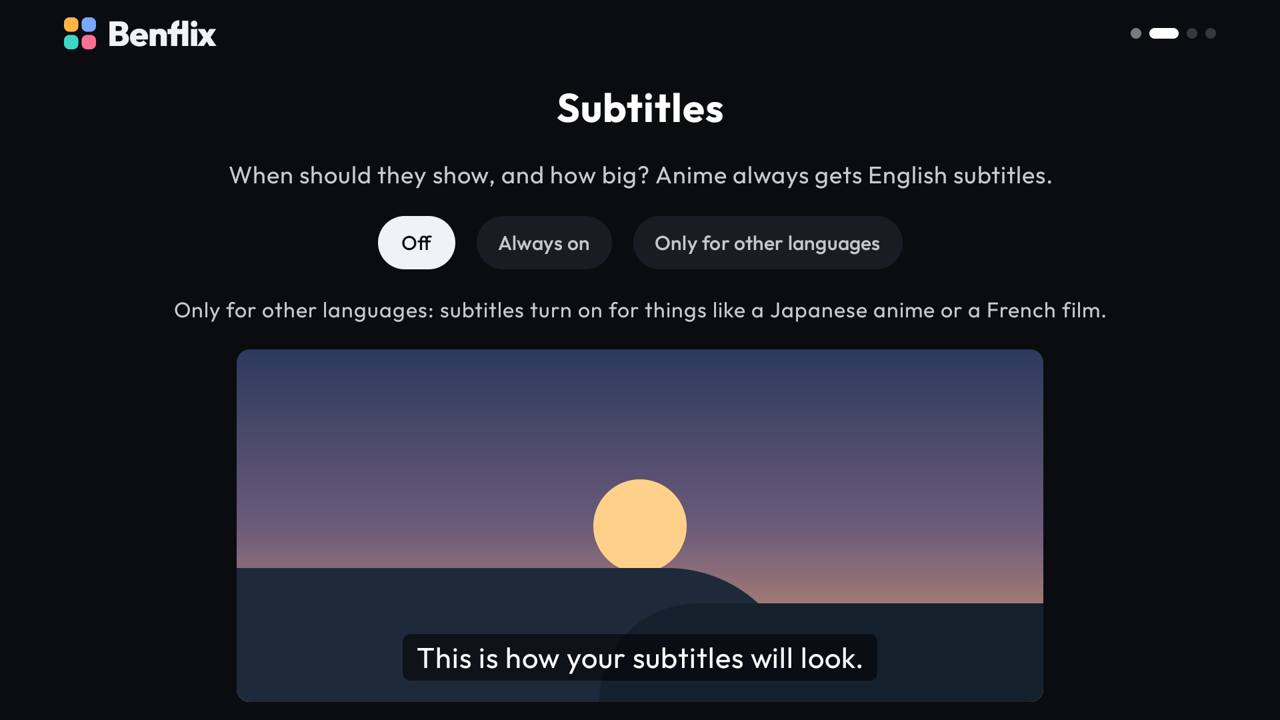 Benflix
Subtitles
When should they show, and how big? Anime always gets English subtitles.
Off
Always on
Only for other languages
Only for other languages: subtitles turn on for things like a Japanese anime or a French film.
This is how your subtitles will look.